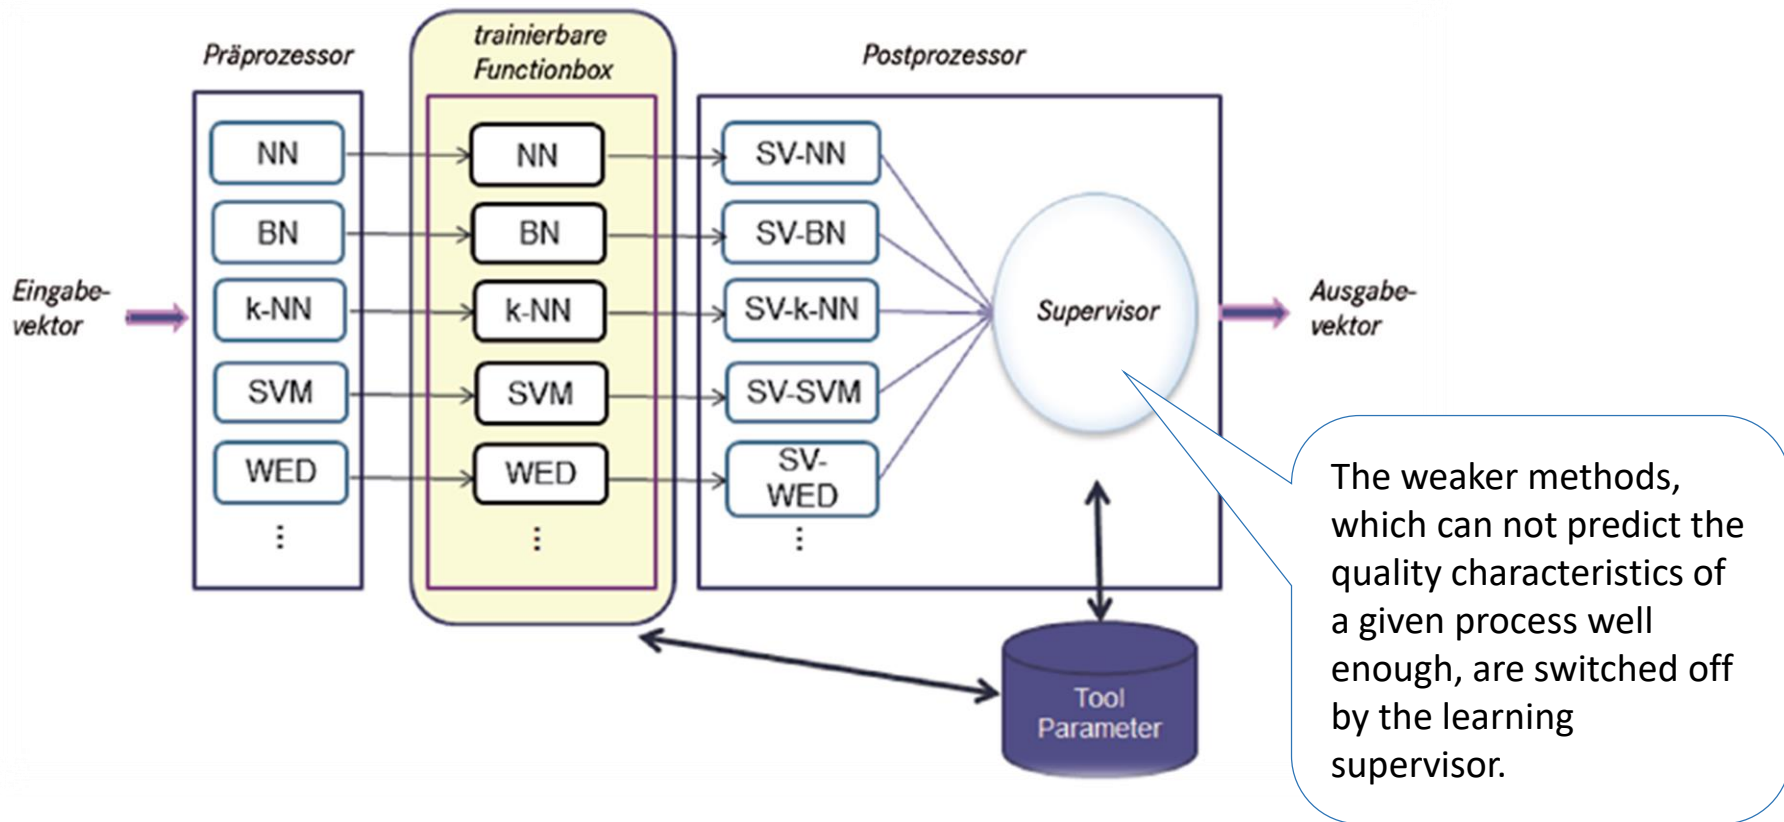 Präprozessor
trainierbare
Functionbox
Postprozessor
NN
BN
k-NN
SVM
WED
⋮
NN
BN
k-NN
SVM
WED
⋮
SV-NN
SV-BN
SV-k-NN
SV-SVM
SV-
WED
⋮
Eingabe-
vektor
Supervisor
Ausgabe-
vektor
Tool
Parameter
The weaker methods,
which can not predict the
quality characteristics of
a given process well
enough, are switched off
by the learning
supervisor.